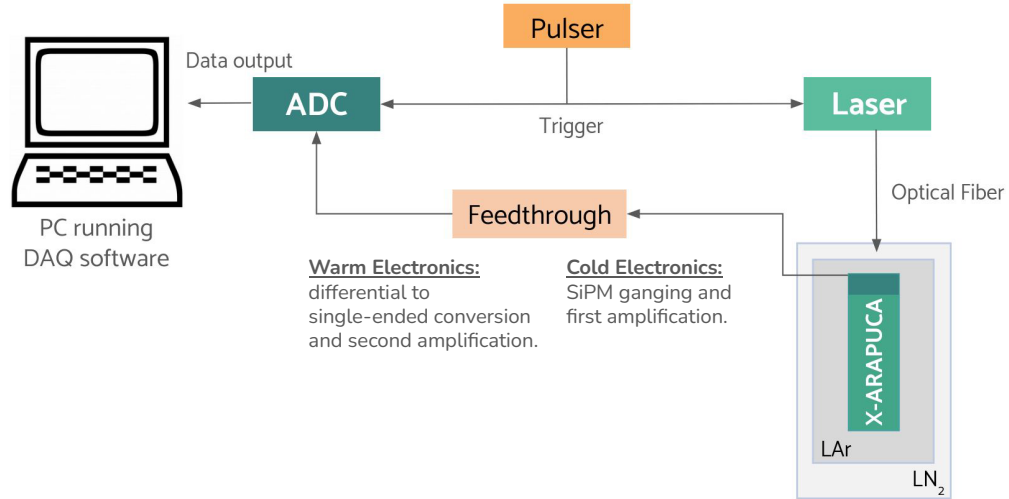 Pulser
Data output
ADC
Laser
Trigger
Optical Fiber
Feedthrough
PC running
DAQ software
Warm Electronics:
differential to
single-ended conversion
and second amplification.
Cold Electronics:
SiPM ganging and
first amplification.
X-ARAPUCA
LAr
LN₂